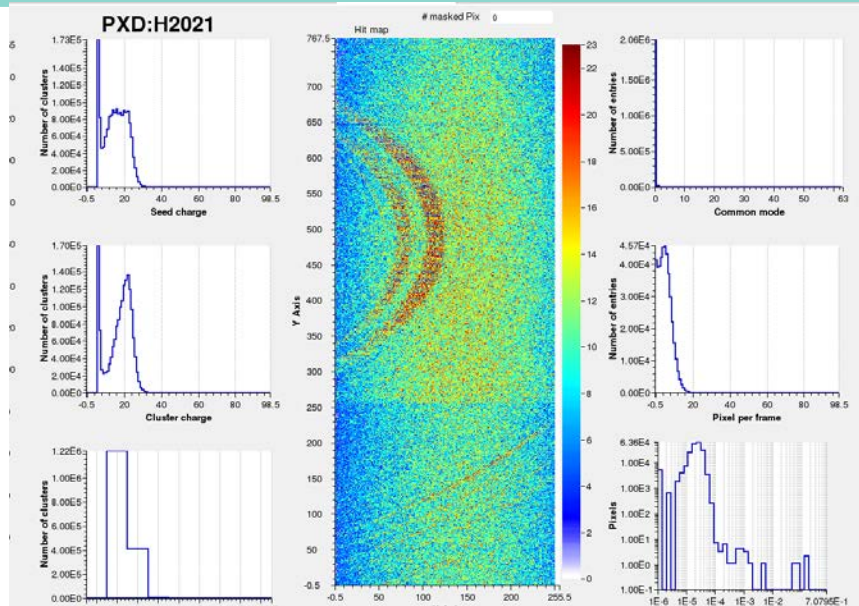 PXD:H2021
# masked Pix 0
Hit map
Number of clusters
1.73E5
1.40E5
1.20E5
1.00E5
8.00E4
6.00E4
4.00E4
2.00E4
0.00E0
-0.5 20 40 60 80 98.5
Seed charge
Number of clusters
1.70E5
1.40E5
1.20E5
1.00E5
8.00E4
6.00E4
4.00E4
2.00E4
0.00E0
-0.5 20 40 60 80 98.5
Cluster charge
Number of clusters
1.22E6
1.00E6
8.00E5
6.00E5
4.00E5
2.00E5
Y Axis
767.5
700
650
600
550
500
450
400
350
300
250
200
150
100
50
-0.5
-0.5 50 100 150 200 255.5
23
22
20
18
16
14
12
10
8
6
4
2
0
Number of entries
2.06E6
1.50E6
1.00E6
5.00E5
0.00E0
0 10 20 30 40 50 63
Common mode
Number of entries
4.57E4
4.00E4
3.00E4
2.00E4
1.00E4
0.00E0
-0.5 20 40 60 80 98.5
Pixel per frame
Pixels
6.36E4
1.00E4
1.00E3
1.00E2
1.00E1
1.00E0
1.00E-1
1E-6 1E-5 1E-4 1E-3 1E-2 7.0795E-1